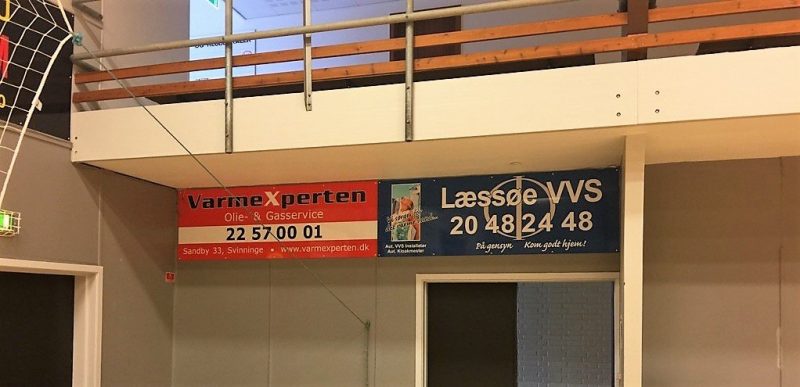 VarmeXperten
Olie- & Gasservice
22 57 00 01
Sandby 33, Svinninge • www.varmexperten.dk
Læssøe VVS
20 48 24 48
Aut. VVS Installatør
Aut. Kloakmester
På gensyn Kom godt hjem!